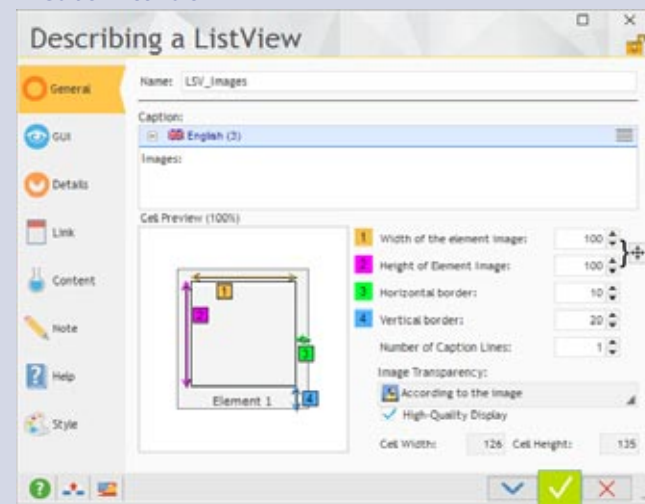 Describing a ListView
General
GUI
Details
Link
Content
Note
Help
Style
Name: LSV_Images
Caption:
English (3)
Images:
Cell Preview (100%)
1
2
3
Element 1 4
1 Width of the element image: 100
2 Height of Element Image: 100
3 Horizontal border: 10
4 Vertical border: 20
Number of Caption Lines: 1
Image Transparency:
According to the image
High-Quality Display
Cell Width: 126 Cell Height: 135